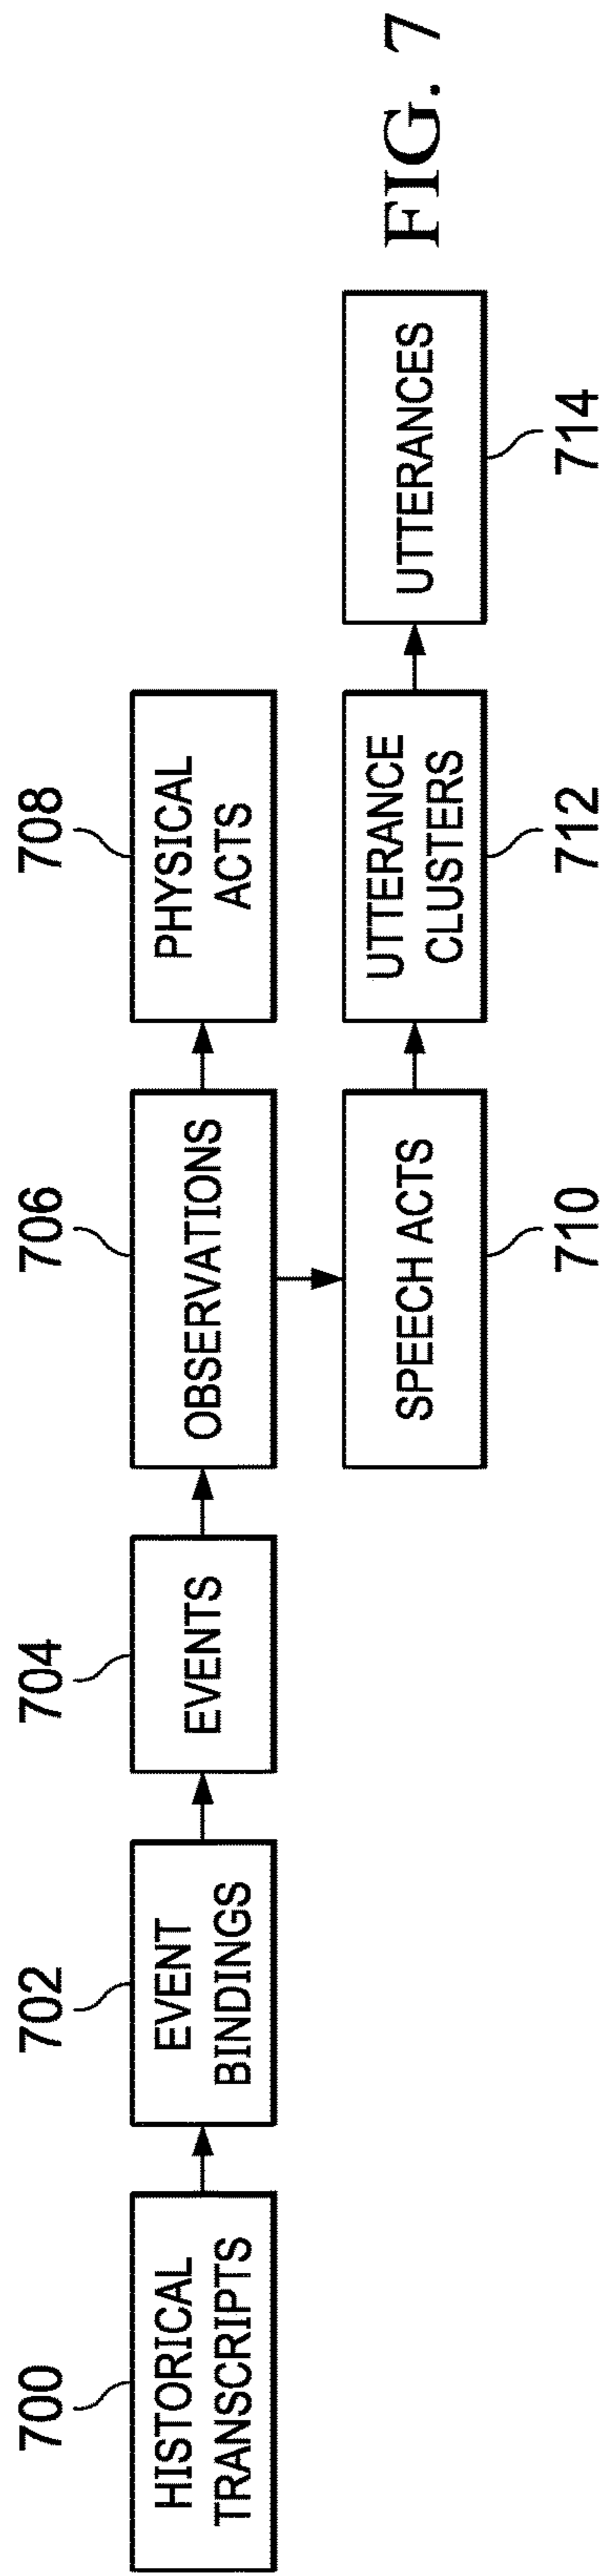 700
HISTORICAL
TRANSCRIPTS
702
EVENT
BINDINGS
704
EVENTS
706
OBSERVATIONS
708
PHYSICAL
ACTS
SPEECH ACTS
710
UTTERANCE
CLUSTERS
712
UTTERANCES
714
FIG. 7